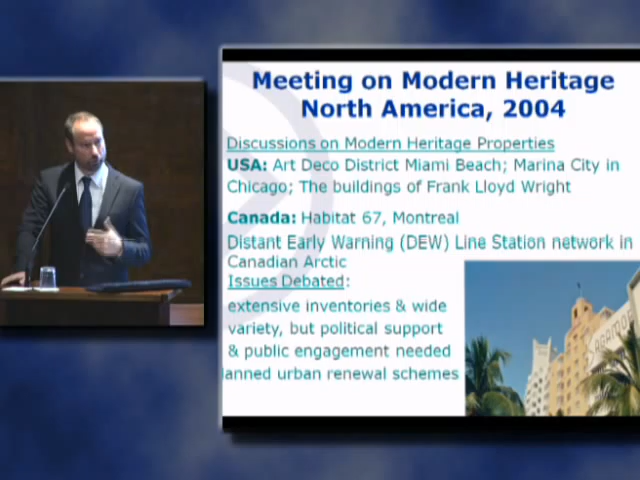 Meeting on Modern Heritage
North America, 2004
Discussions on Modern Heritage Properties
USA: Art Deco District Miami Beach; Marina City in
Chicago; The buildings of Frank Lloyd Wright
Canada: Habitat 67, Montreal
Distant Early Warning (DEW) Line Station network in
Canadian Arctic
Issues Debated:
extensive inventories & wide
variety, but political support
& public engagement needed
lanned urban renewal schemes